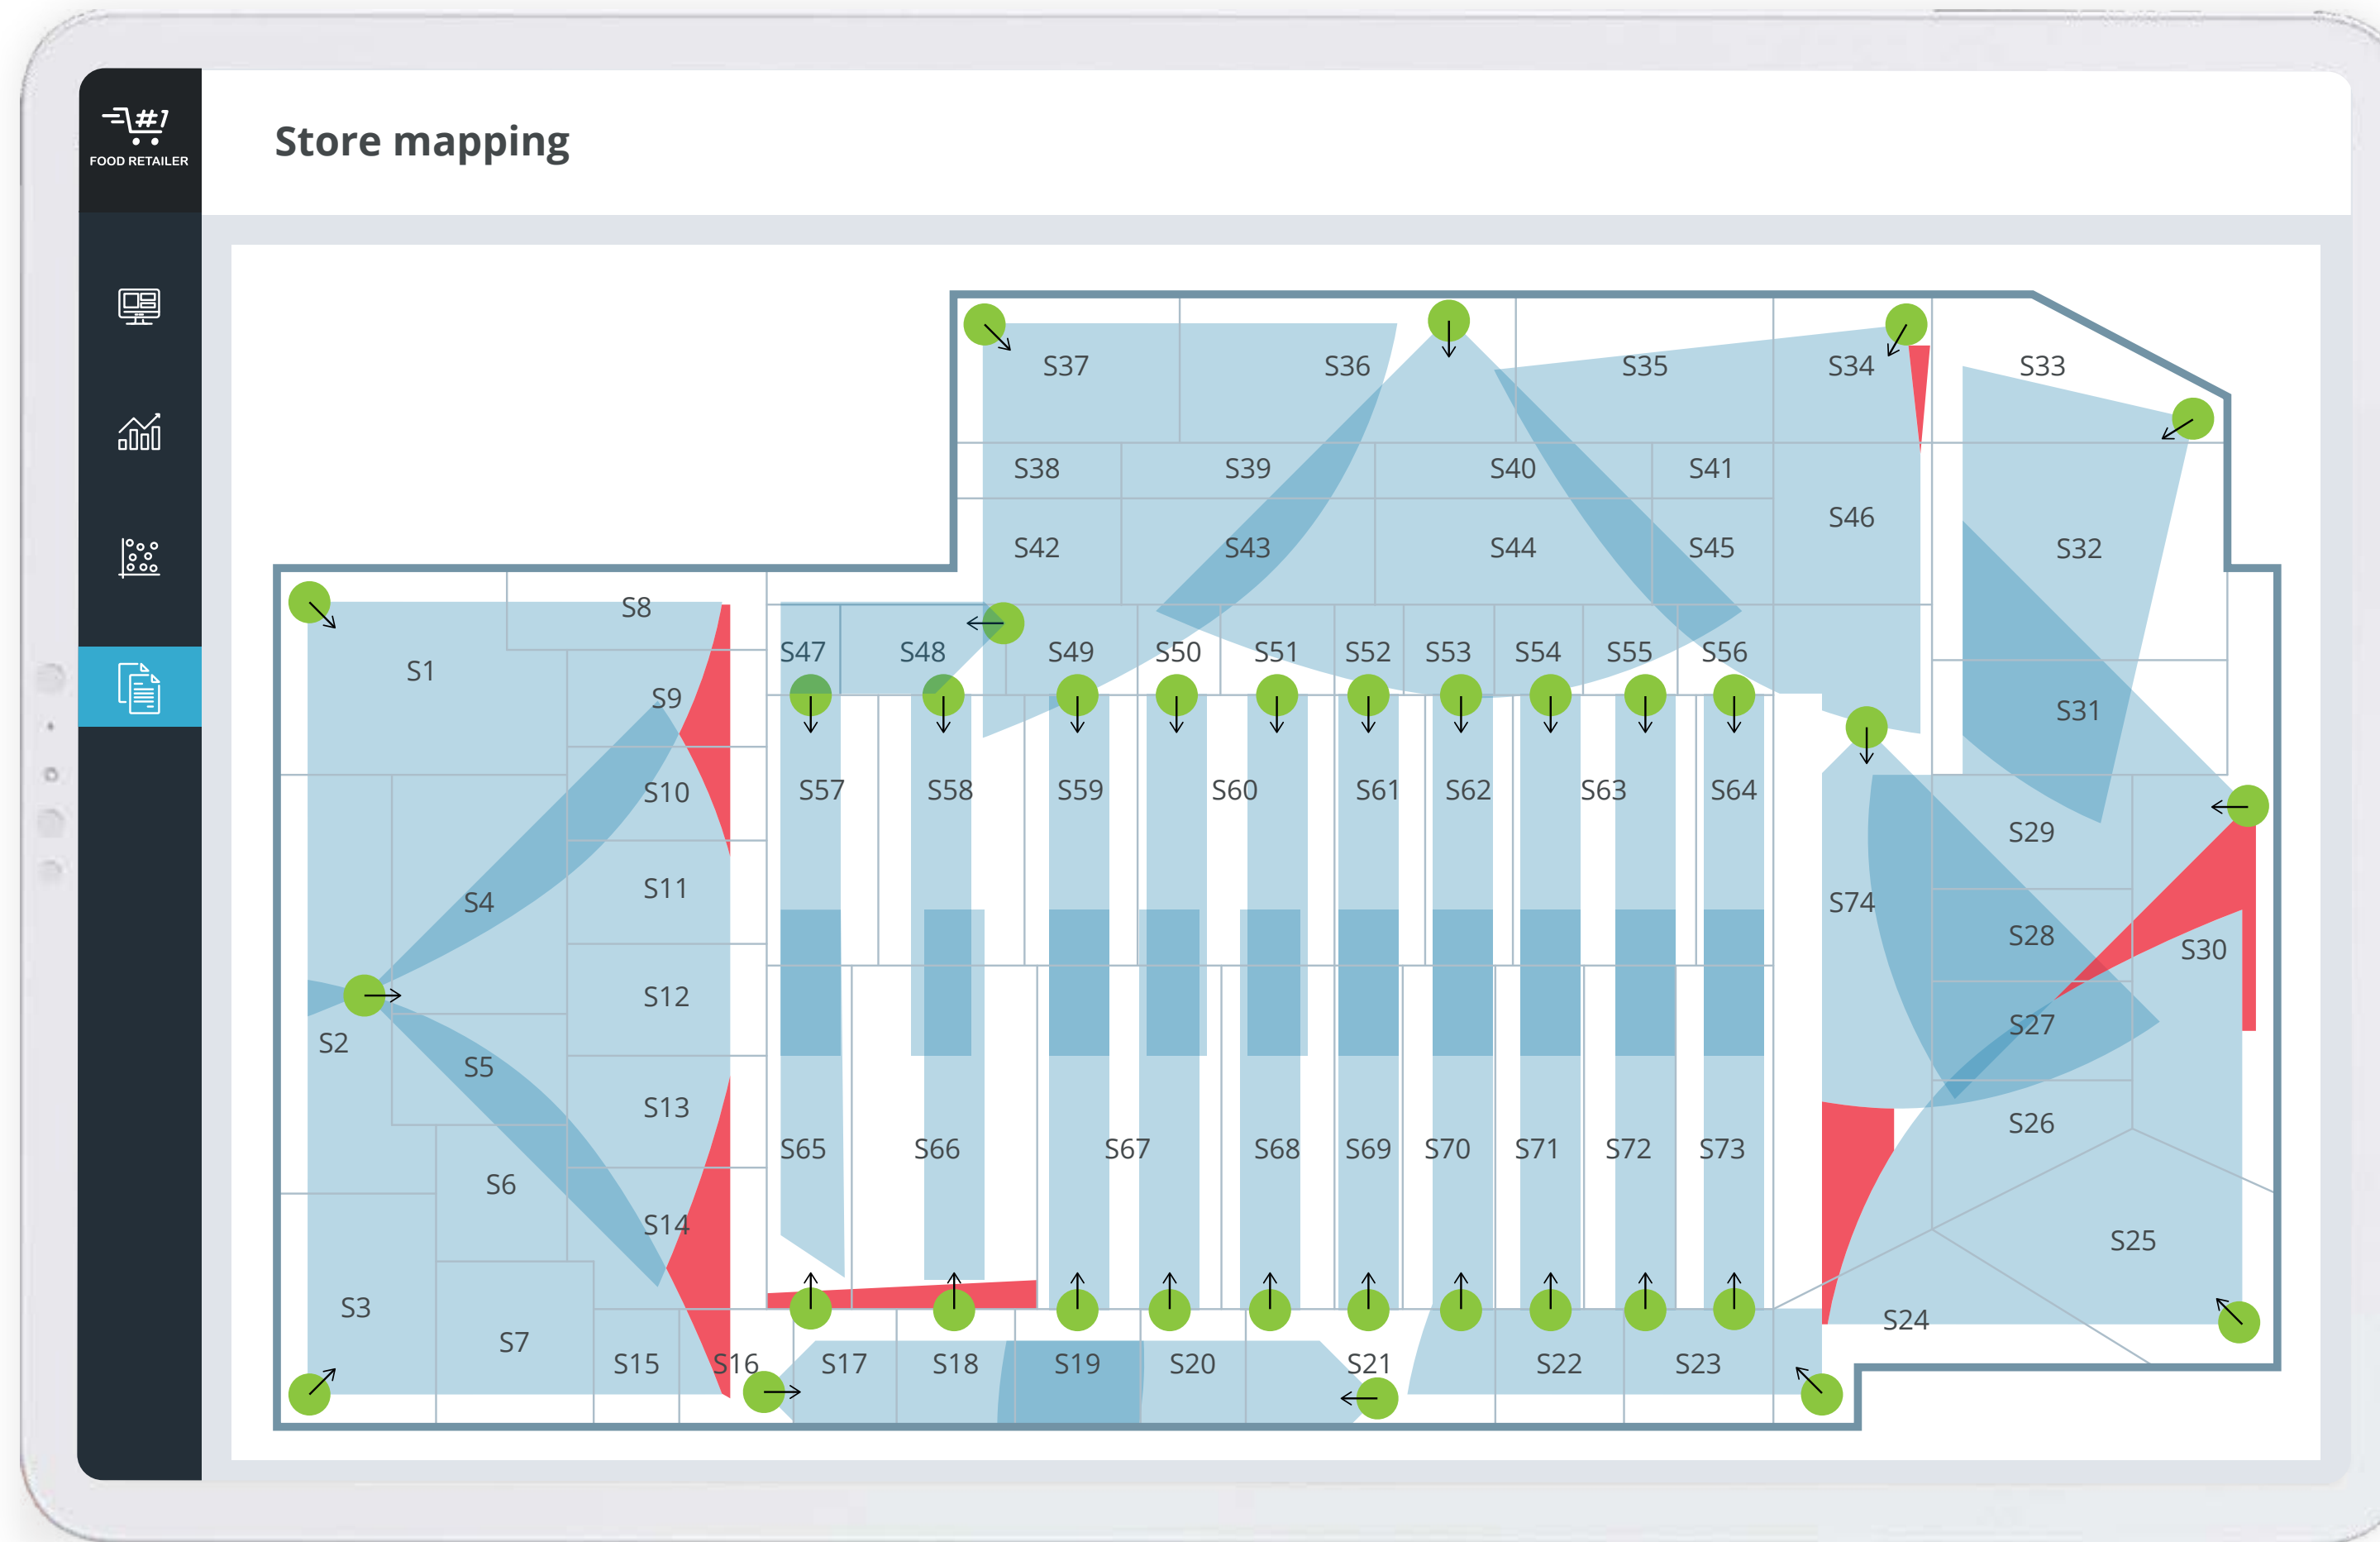 #1
FOOD RETAILER
Store mapping
S37 S36 S35 S34 S33
S38 S39 S40 S41
S46
S42 S43 S44 S45 S32
S8
S47 S48 S49 S50 S51 S52 S53 S54 S55 S56
S1
S9
S31
S10 S57 S58 S59 S60 S61 S62 S63 S64
S29
S11
S4 S74
S28
S30
S12
S27
S2
S5
S13
S26
S65 S66 S67 S68 S69 S70 S71 S72 S73
S6
S14
S25
S3
S24
S7
S15 S16 S17 S18 S19 S20 S21 S22 S23